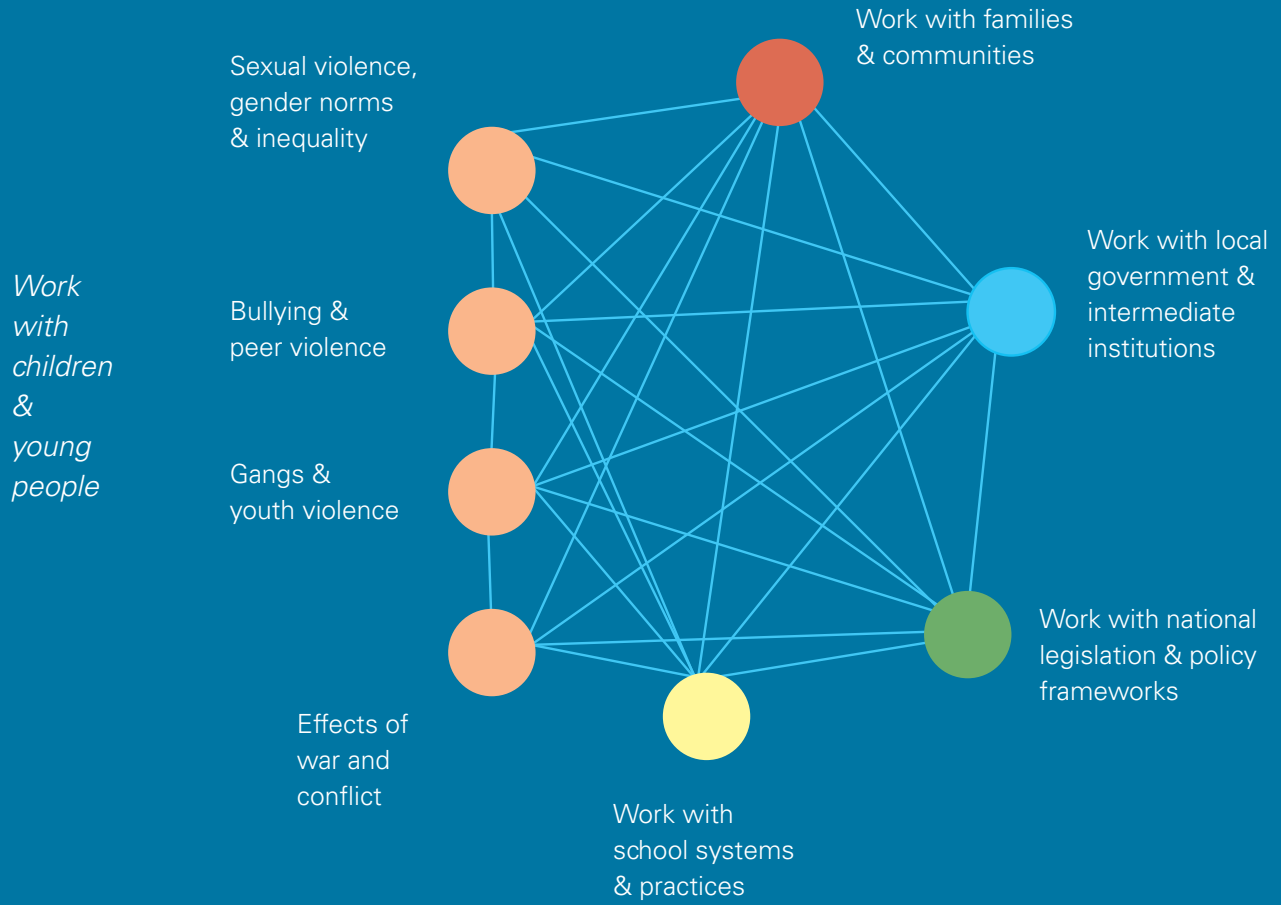 Work with families
& communities
Sexual violence,
gender norms
& inequality
Work with local
government &
intermediate
institutions
Work
with
children
&
young
people
Bullying &
peer violence
Gangs &
youth violence
Work with national
legislation & policy
frameworks
Effects of
war and
conflict
Work with
school systems
& practices